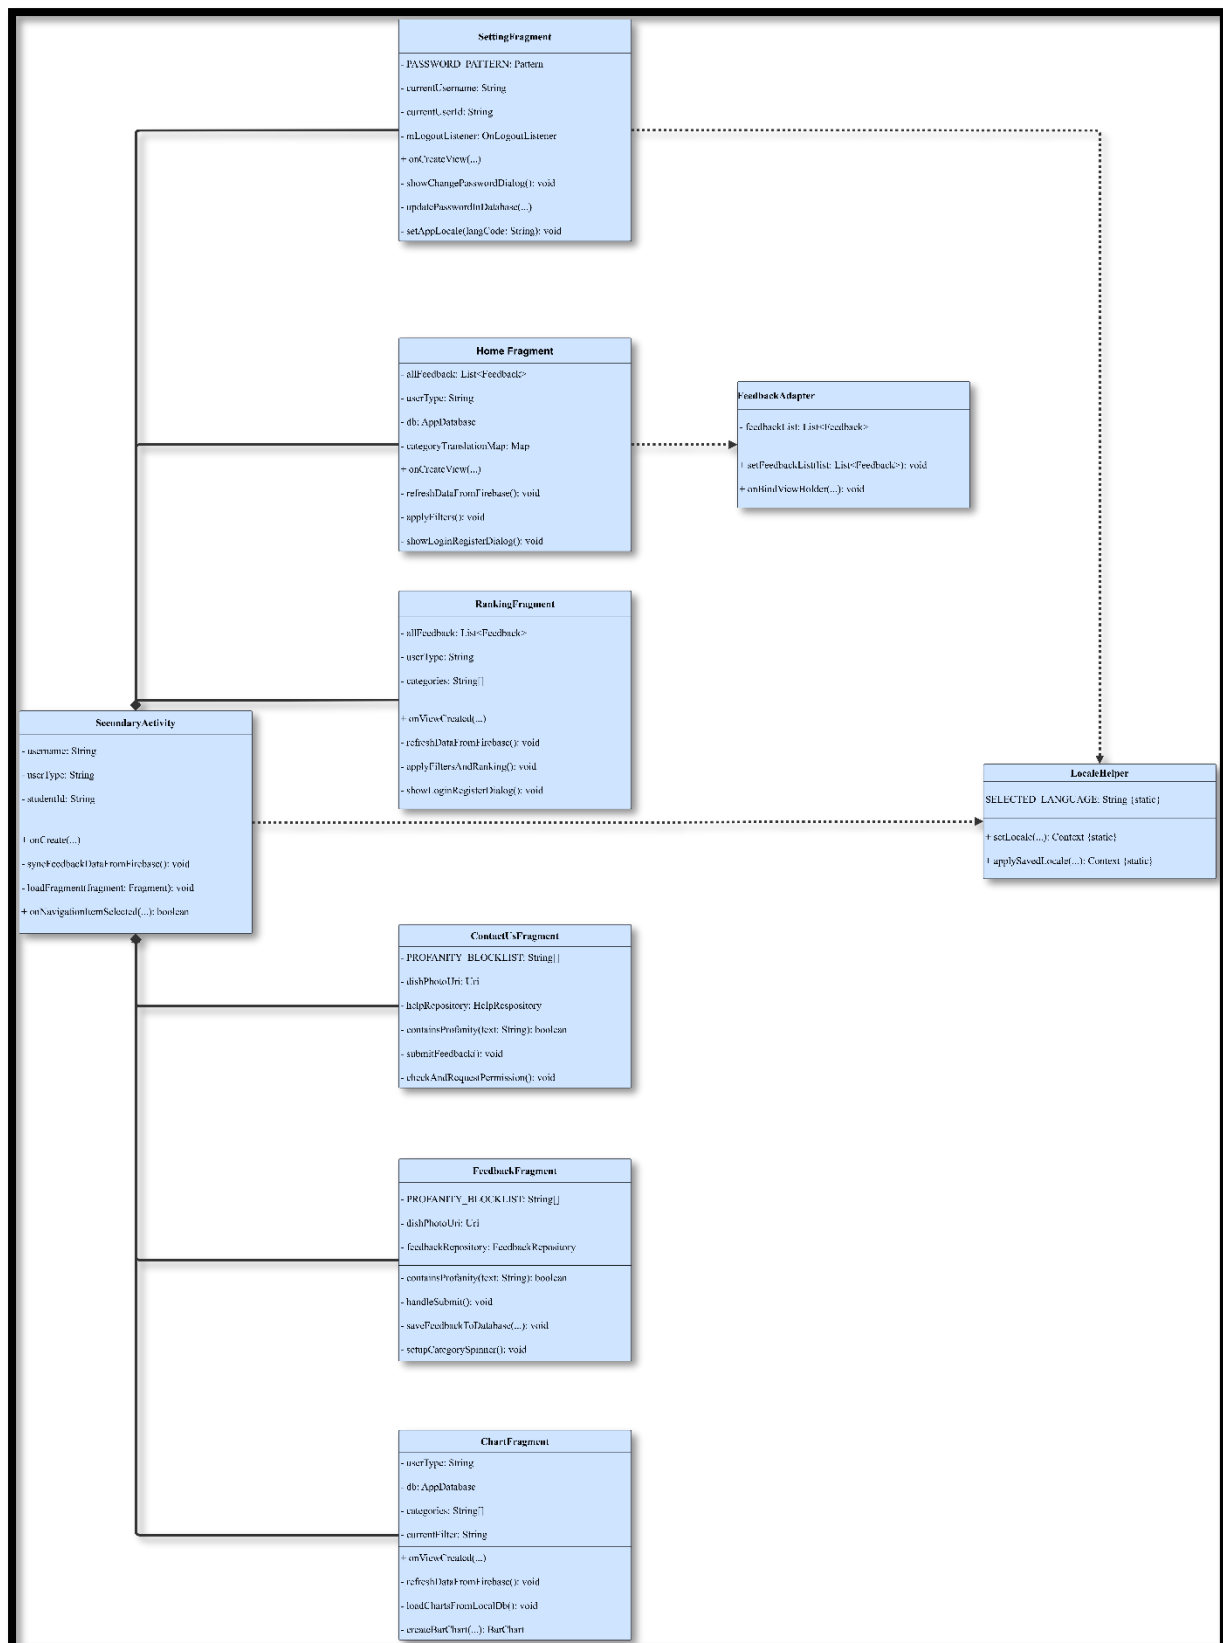 SettingFragment
- PASSWORD_PATTERN: Pattern
- currentUsername: String
- currentUserId: String
- mLogoutListener: OnLogoutListener
+ onCreateView(...)
- showChangePasswordDialog(): void
- updatePasswordInDatabase(...)
- setAppLocale(langCode: String): void
Home Fragment
- allFeedback: List<Feedback>
- userType: String
- db: AppDatabase
- categoryTranslationMap: Map
+ onCreateView(...)
- refreshDataFromFirebase(): void
- applyFilters(): void
- showLoginRegisterDialog(): void
FeedbackAdapter
- feedbackList: List<Feedback>
+ setFeedbackList(list: List<Feedback>): void
+ onBindViewHolder(...): void
RankingFragment
- allFeedback: List<Feedback>
- userType: String
- categories: String[]
+ onViewCreated(...)
- refreshDataFromFirebase(): void
- applyFiltersAndRanking(): void
- showLoginRegisterDialog(): void
SecundaryActivity
- username: String
- userType: String
- studentId: String
+ onCreate(...)
- syncFeedbackDataFromFirebase(): void
- loadFragment(fragment: Fragment): void
+ onNavigationItemSelected(...): boolean
LocaleHelper
SELECTED_LANGUAGE: String {static}
+ setLocale(...): Context {static}
+ applySavedLocale(...): Context {static}
ContactUsFragment
- PROFANITY_BLOCKLIST: String[]
- dishPhotoUri: Uri
- helpRepository: HelpRespository
- containsProfanity(text: String): boolean
- submitFeedback(): void
- checkAndRequestPermission(): void
FeedbackFragment
- PROFANITY_BLOCKLIST: String[]
- dishPhotoUri: Uri
- feedbackRepository: FeedbackRepository
- containsProfanity(text: String): boolean
- handleSubmit(): void
- saveFeedbackToDatabase(...): void
- setupCategorySpinner(): void
ChartFragment
- userType: String
- db: AppDatabase
- categories: String[]
- currentFilter: String
+ onViewCreated(...)
- refreshDataFromFirebase(): void
- loadChartsFromLocalDb(): void
- createBarChart(...): BarChart